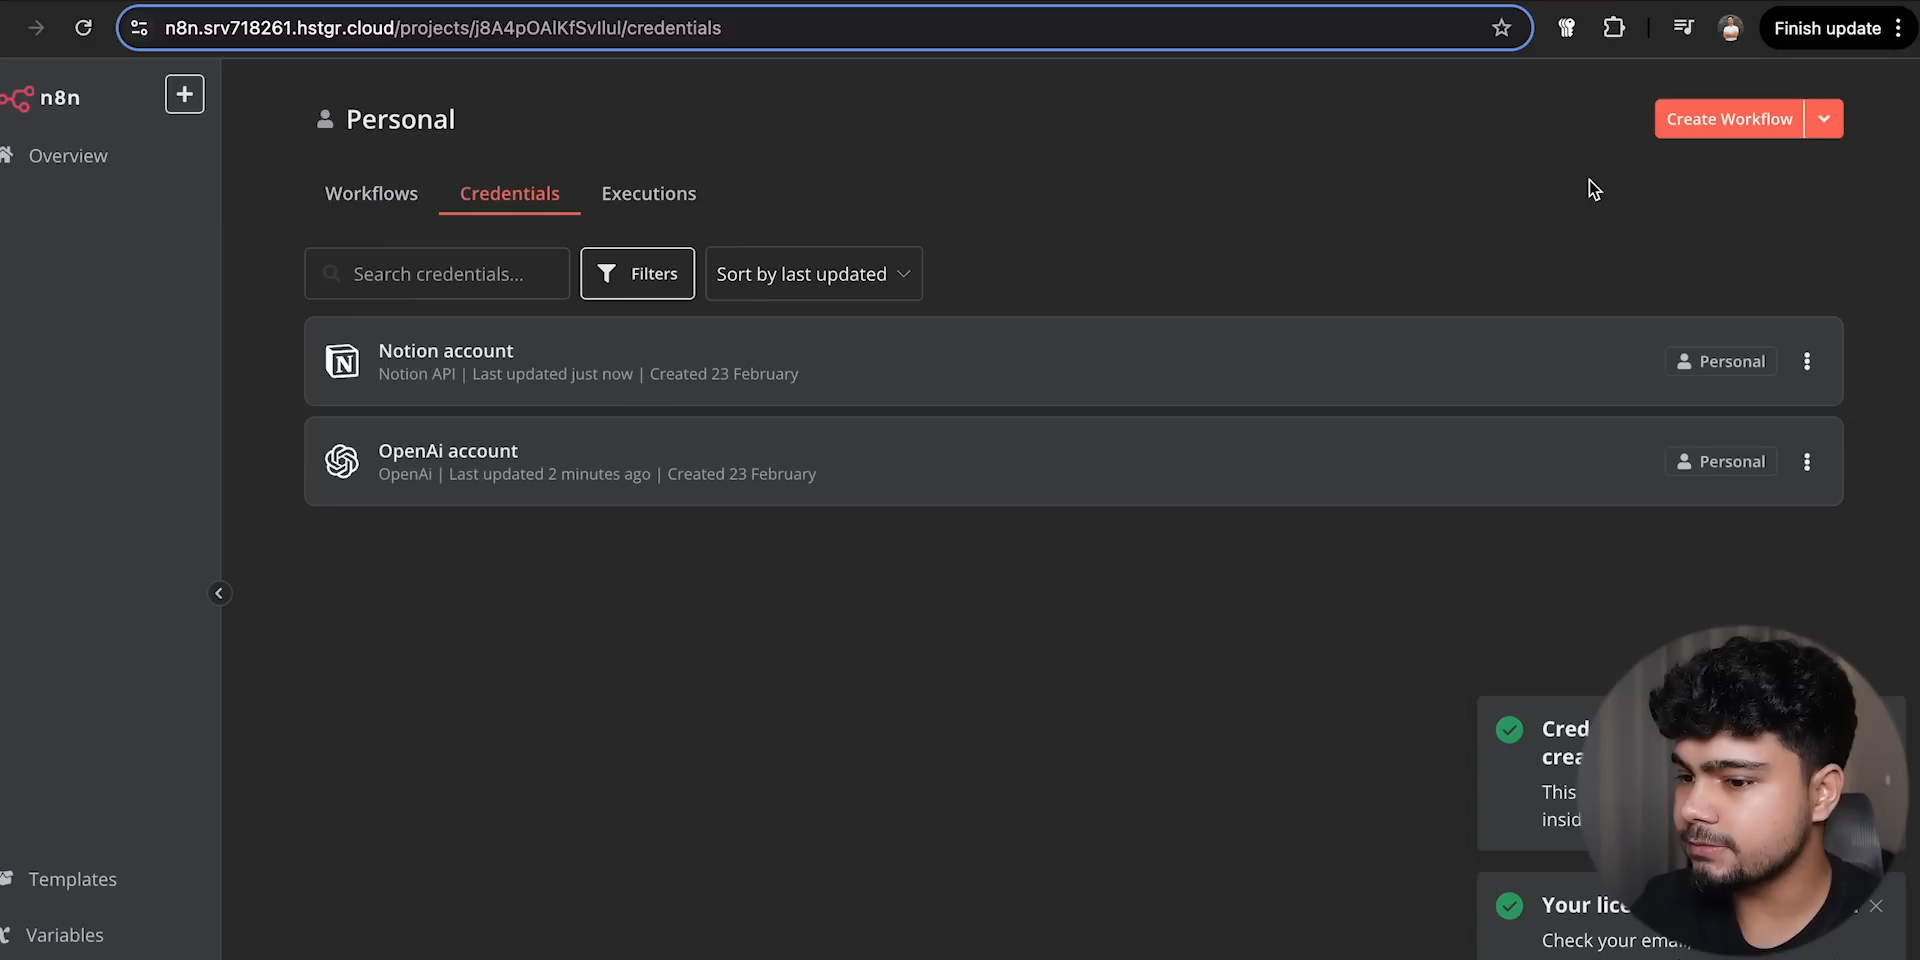 n8n.srv718261.hstgr.cloud/projects/j8A4pOAlKfSvIlul/credentials
Finish update
n8n
+
Overview
Personal
Create Workflow
Workflows
Credentials
Executions
Search credentials...
Filters
Sort by last updated
Notion account
Notion API | Last updated just now | Created 23 February
Personal
OpenAi account
OpenAi | Last updated 2 minutes ago | Created 23 February
Personal
Cred
crea
This
insid
Your lice
Check your ema
Templates
Variables